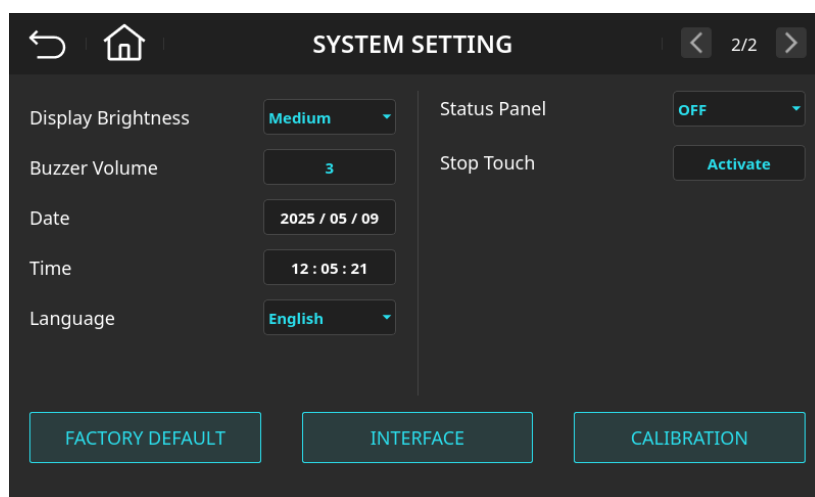 SYSTEM SETTING
2/2
Display Brightness
Medium
Buzzer Volume
3
Date
2025 / 05 / 09
Time
12 : 05 : 21
Language
English
Status Panel
OFF
Stop Touch
Activate
FACTORY DEFAULT
INTERFACE
CALIBRATION